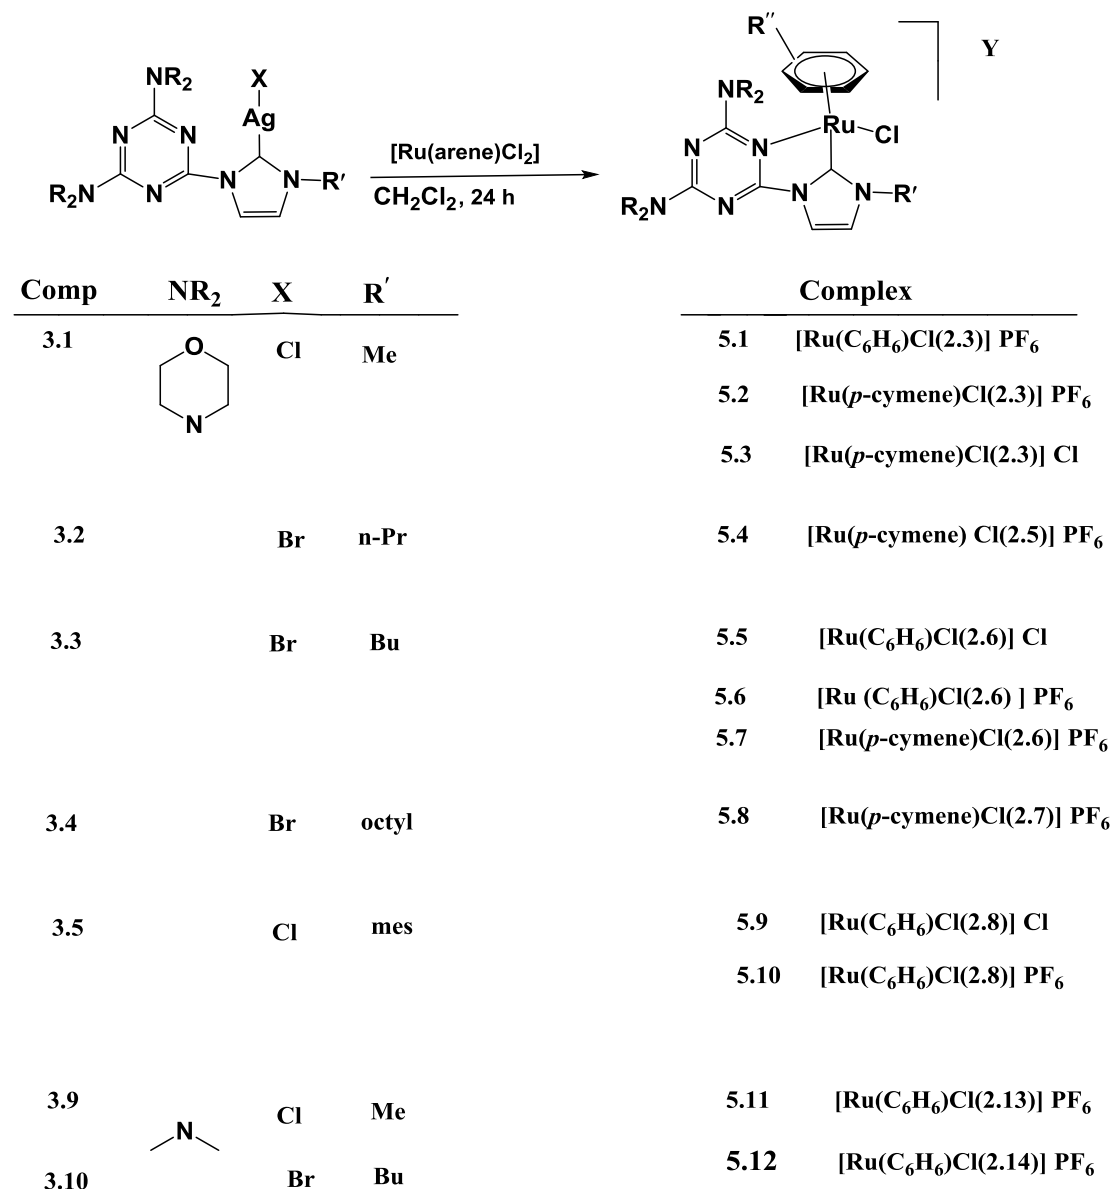 R″
Y
NR₂
X
Ag
N
N
N
N
N
R₂N
R′
[Ru(arene)Cl₂]
CH₂Cl₂, 24 h
NR₂
Ru
Cl
N
N
N
N
N
R₂N
R′
Comp NR₂ X R′ Complex
3.1 O N Cl Me 5.1 [Ru(C₆H₆)Cl(2.3)] PF₆
5.2 [Ru(p-cymene)Cl(2.3)] PF₆
5.3 [Ru(p-cymene)Cl(2.3)] Cl
3.2 Br n-Pr 5.4 [Ru(p-cymene) Cl(2.5)] PF₆
3.3 Br Bu 5.5 [Ru(C₆H₆)Cl(2.6)] Cl
5.6 [Ru (C₆H₆)Cl(2.6) ] PF₆
5.7 [Ru(p-cymene)Cl(2.6)] PF₆
3.4 Br octyl 5.8 [Ru(p-cymene)Cl(2.7)] PF₆
3.5 Cl mes 5.9 [Ru(C₆H₆)Cl(2.8)] Cl
5.10 [Ru(C₆H₆)Cl(2.8)] PF₆
3.9 N Cl Me 5.11 [Ru(C₆H₆)Cl(2.13)] PF₆
3.10 Br Bu 5.12 [Ru(C₆H₆)Cl(2.14)] PF₆